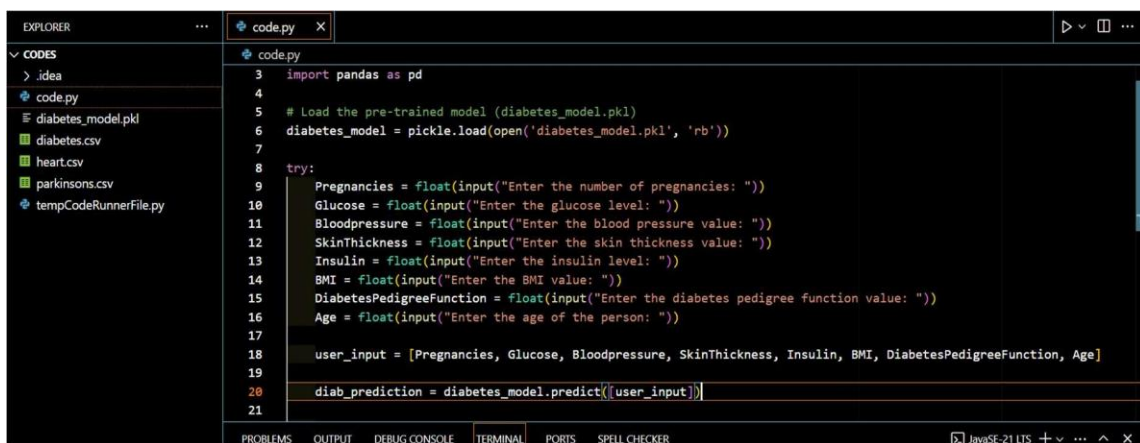 EXPLORER ...
CODES
.idea
code.py
diabetes_model.pkl
diabetes.csv
heart.csv
parkinsons.csv
tempCodeRunnerFile.py
code.py
code.py
3 import pandas as pd
4
5 # Load the pre-trained model (diabetes_model.pkl)
6 diabetes_model = pickle.load(open('diabetes_model.pkl', 'rb'))
7
8 try:
9 Pregnancies = float(input("Enter the number of pregnancies: "))
10 Glucose = float(input("Enter the glucose level: "))
11 Bloodpressure = float(input("Enter the blood pressure value: "))
12 SkinThickness = float(input("Enter the skin thickness value: "))
13 Insulin = float(input("Enter the insulin level: "))
14 BMI = float(input("Enter the BMI value: "))
15 DiabetesPedigreeFunction = float(input("Enter the diabetes pedigree function value: "))
16 Age = float(input("Enter the age of the person: "))
17
18 user_input = [Pregnancies, Glucose, Bloodpressure, SkinThickness, Insulin, BMI, DiabetesPedigreeFunction, Age]
19
20 diab_prediction = diabetes_model.predict([user_input])
21
PROBLEMS OUTPUT DEBUG CONSOLE TERMINAL PORTS SPELL CHECKER JavaSE-21 LTS